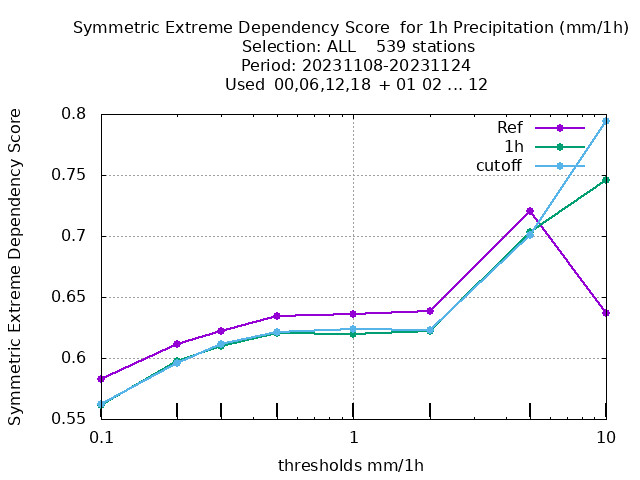 Symmetric Extreme Dependency Score  for 1h Precipitation (mm/1h)
Selection: ALL    539 stations
Period: 20231108-20231124
Used  00,06,12,18  + 01 02 ... 12
Symmetric Extreme Dependency Score
0.8
0.75
0.7
0.65
0.6
0.55
Ref
1h
cutoff
0.1
1
10
thresholds mm/1h